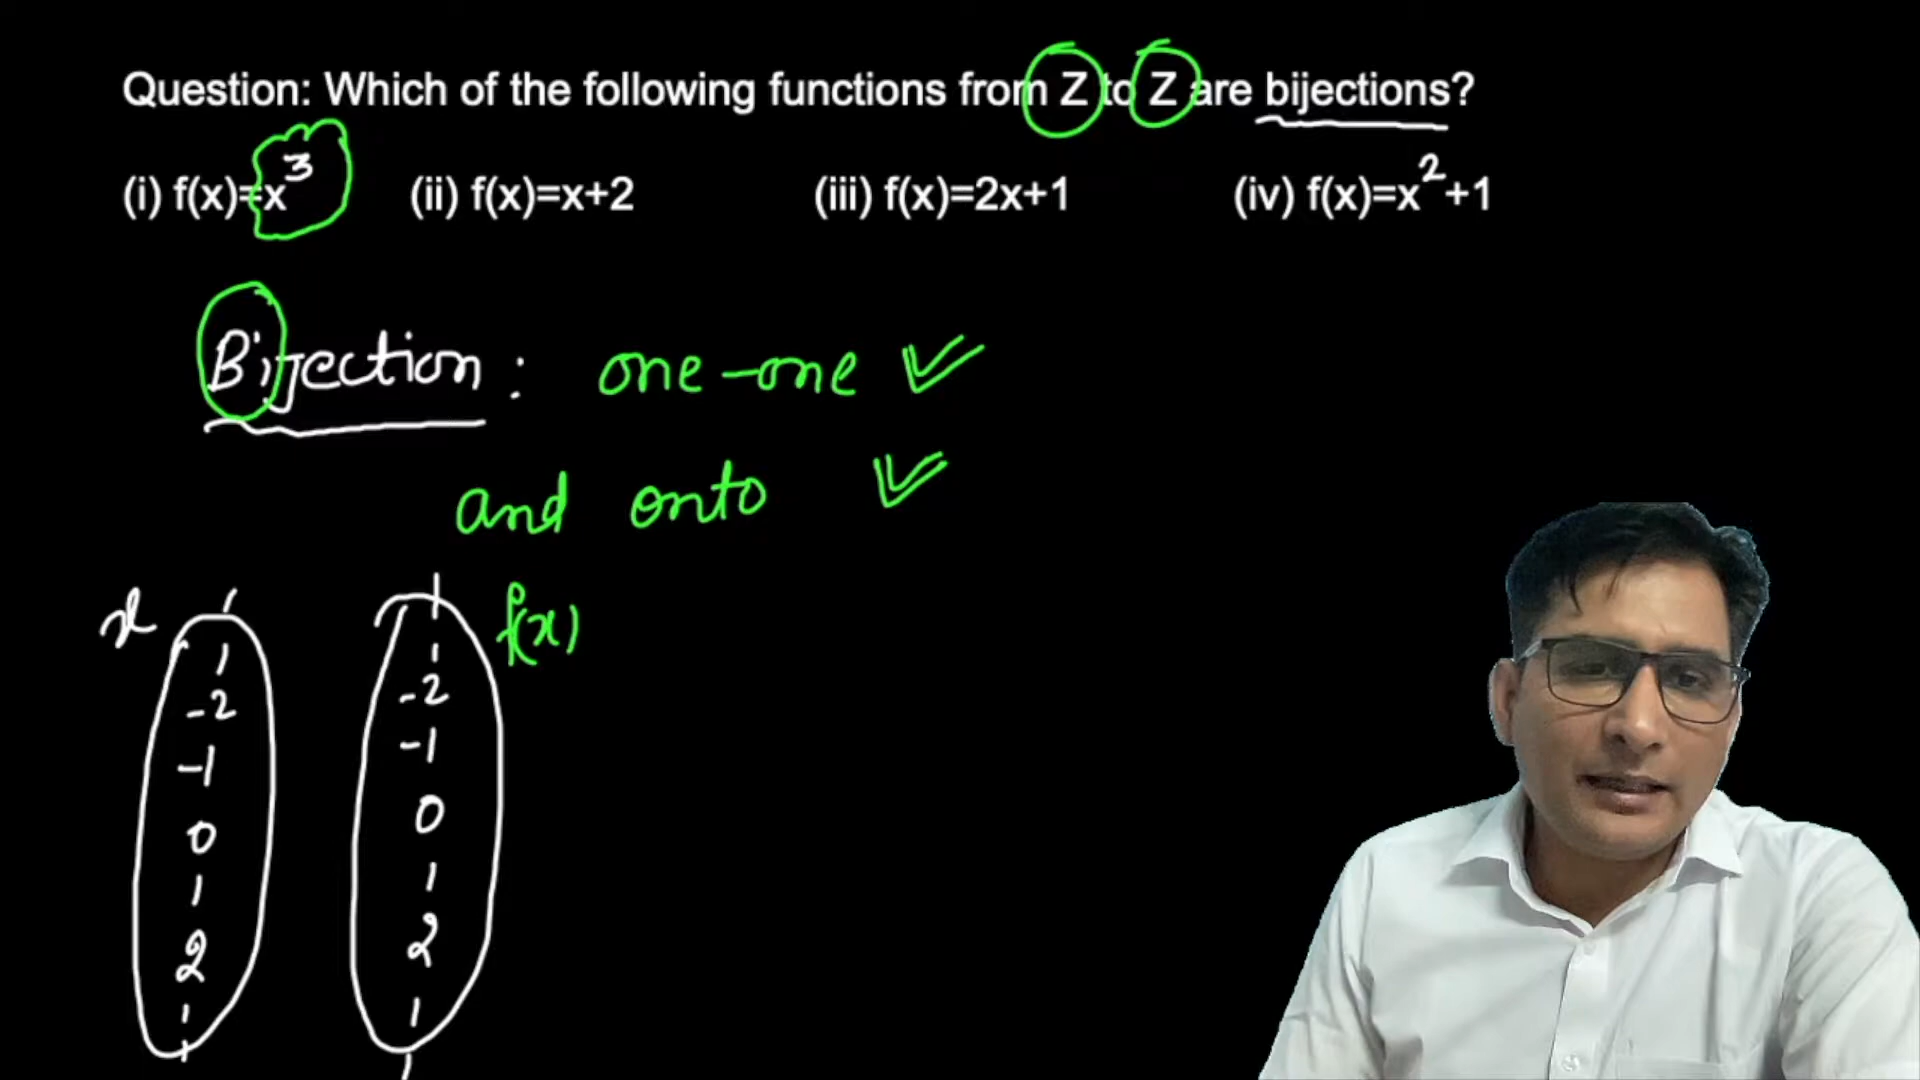 Question: Which of the following functions from Z to Z are bijections?
(i) f(x)=x³ (ii) f(x)=x+2 (iii) f(x)=2x+1 (iv) f(x)=x²+1
Bijection : one-one
and onto
x f(x)
-2 -2
-1 -1
0 0
1 1
2 2